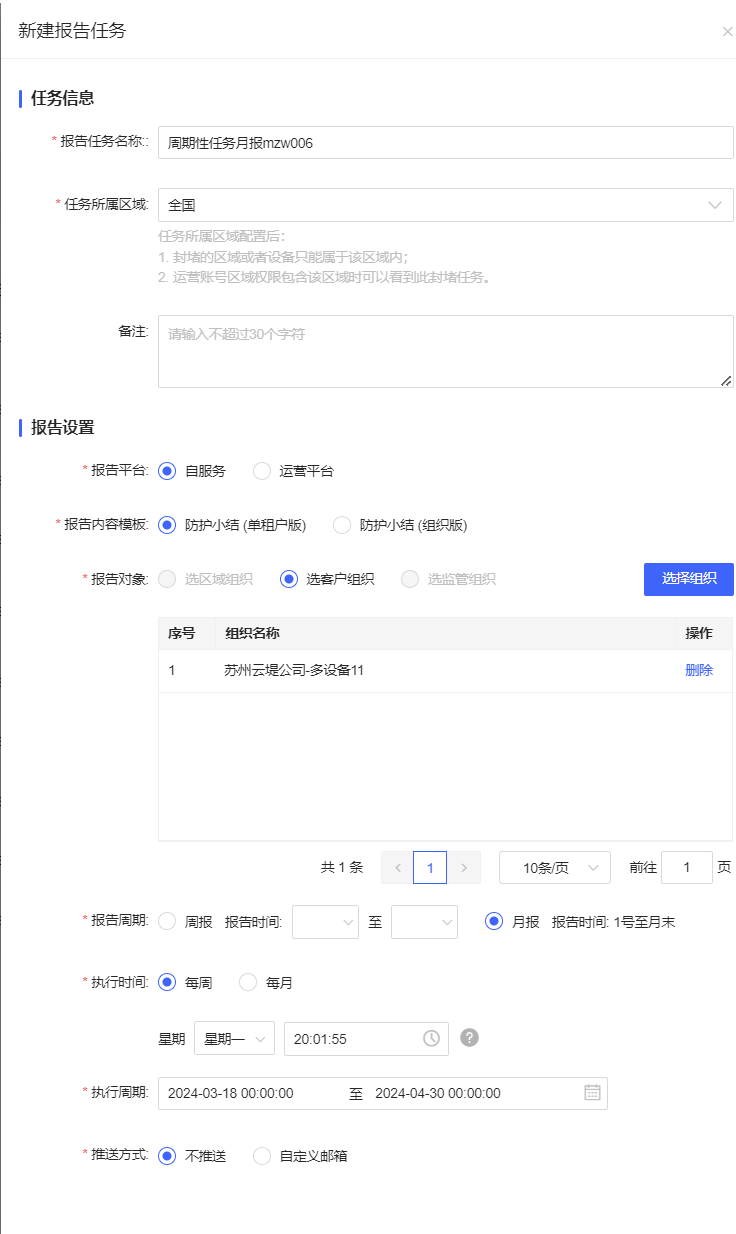 新建报告任务
任务信息
* 报告任务名称:: 周期性任务月报mzw006
* 任务所属区域: 全国
任务所属区域配置后：
1. 封堵的区域或者设备只能属于该区域内；
2. 运营账号区域权限包含该区域时可以看到此封堵任务。
备注: 请输入不超过30个字符
报告设置
* 报告平台: 自服务 运营平台
* 报告内容模板: 防护小结 (单租户版) 防护小结 (组织版)
* 报告对象: 选区域组织 选客户组织 选监管组织 选择组织
序号 组织名称 操作
1 苏州云堤公司-多设备11 删除
共 1 条 < 1 > 10条/页 前往 1 页
* 报告周期: 周报 报告时间: 至 月报 报告时间: 1号至月末
* 执行时间: 每周 每月
星期 星期一 20:01:55 ?
* 执行周期: 2024-03-18 00:00:00 至 2024-04-30 00:00:00
* 推送方式: 不推送 自定义邮箱